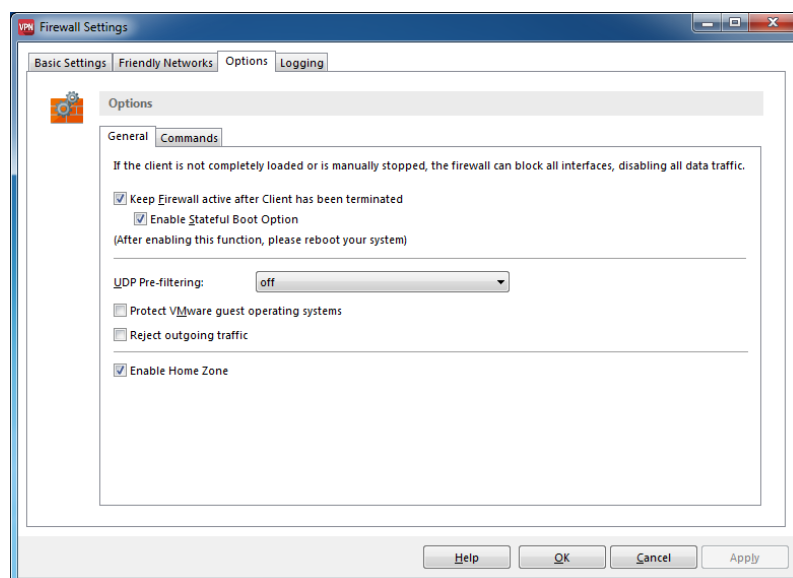 VPN Firewall Settings
Basic Settings Friendly Networks Options Logging
Options
General Commands
If the client is not completely loaded or is manually stopped, the firewall can block all interfaces, disabling all data traffic.
Keep Firewall active after Client has been terminated
Enable Stateful Boot Option
(After enabling this function, please reboot your system)
UDP Pre-filtering: off
Protect VMware guest operating systems
Reject outgoing traffic
Enable Home Zone
Help OK Cancel Apply